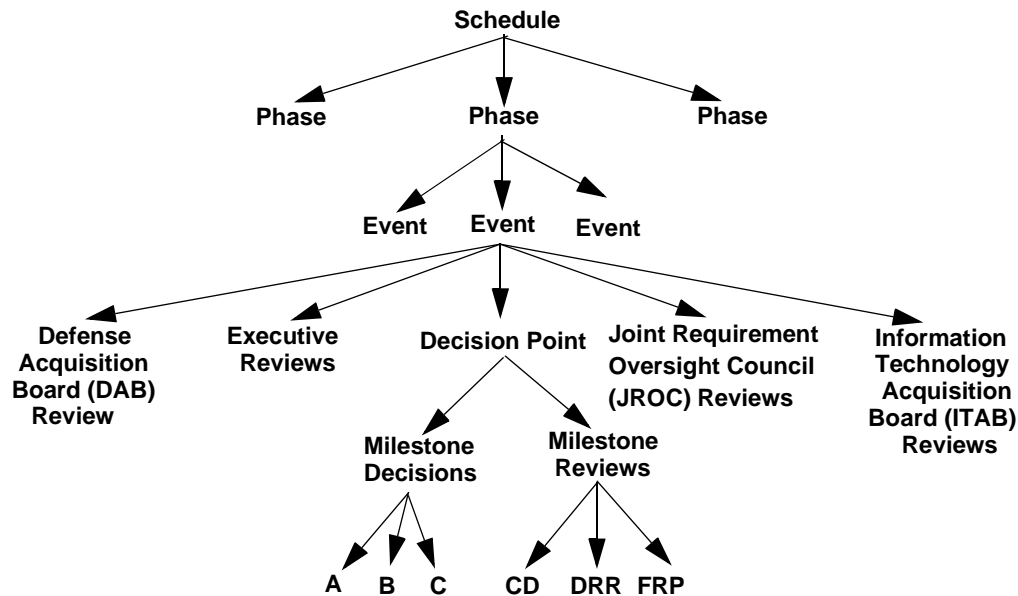 Schedule
Phase
Phase
Phase
Event
Event
Event
Defense
Acquisition
Board (DAB)
Review
Executive
Reviews
Decision Point
Joint Requirement
Oversight Council
(JROC) Reviews
Information
Technology
Acquisition
Board (ITAB)
Reviews
Milestone
Decisions
Milestone
Reviews
A
B
C
CD
DRR
FRP